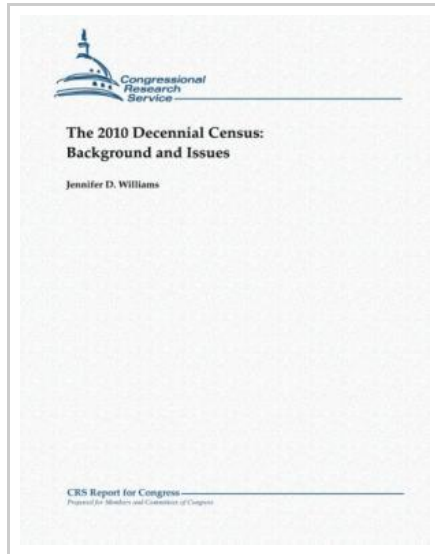 Congressional
Research
Service
The 2010 Decennial Census:
Background and Issues
Jennifer D. Williams
CRS Report for Congress
Prepared for Members and Committees of Congress